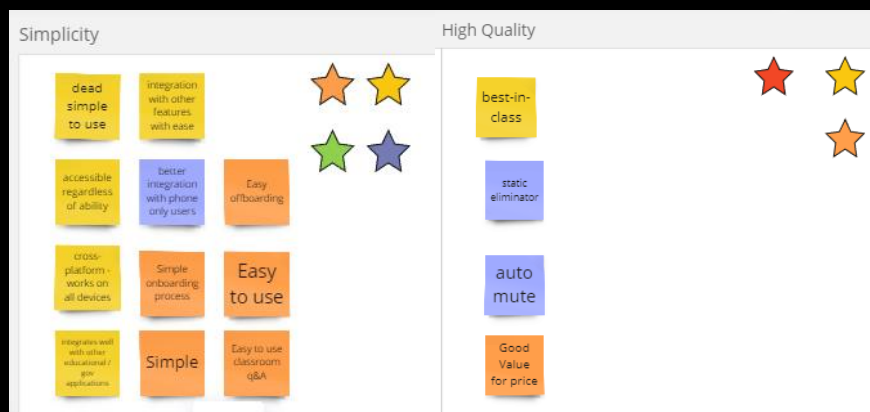 Simplicity
High Quality
dead
simple
to use
integration
with other
features
with ease
accessible
regardless
of ability
better
integration
with phone
only users
Easy
offboarding
cross-
platform -
works on
all devices
Simple
onboarding
process
Easy
to use
integrates well
with other
educational /
gov
applications
Simple
Easy to use
classroom
q&A
best-in-
class
static
eliminator
auto
mute
Good
Value
for price